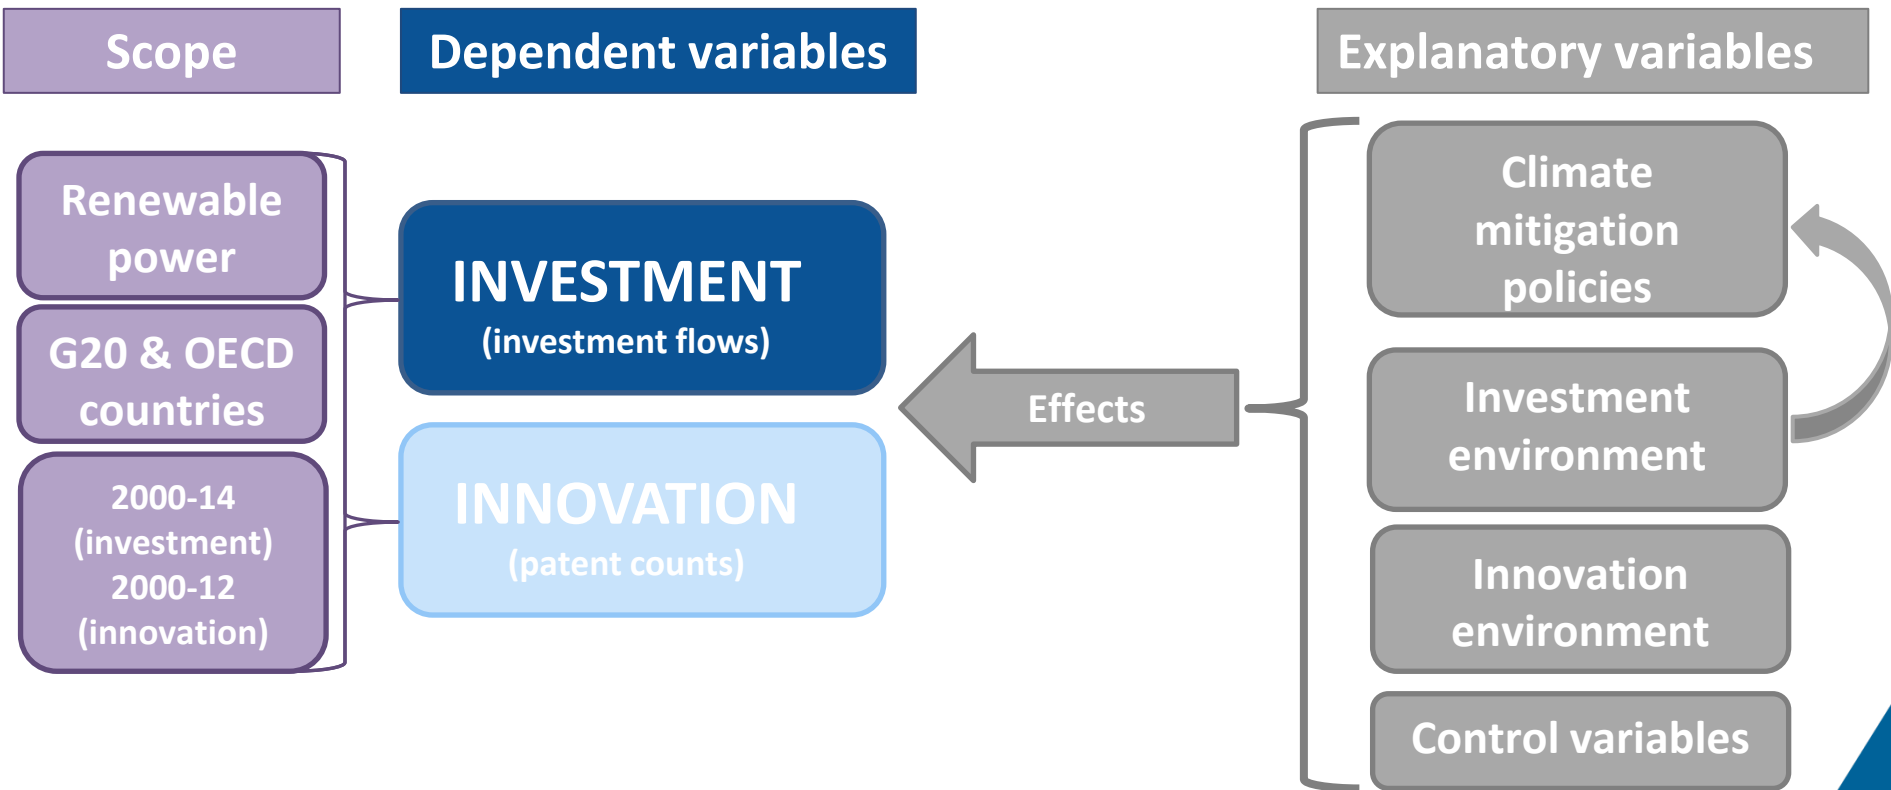 Scope
Dependent variables
Explanatory variables
Renewable
power
G20 & OECD
countries
2000-14
(investment)
2000-12
(innovation)
INVESTMENT
(investment flows)
INNOVATION
(patent counts)
Effects
Climate
mitigation
policies
Investment
environment
Innovation
environment
Control variables